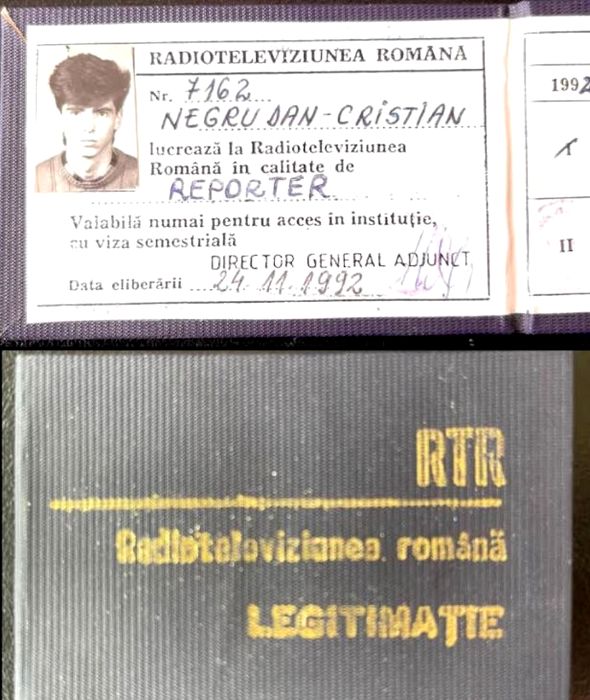 RADIOTELEVIZIUNEA ROMÂNĂ
Nr. 7162
NEGRU DAN-CRISTIAN
lucrează la Radioteleviziunea
Română în calitate de
REPORTER
Valabilă numai pentru acces în instituţie,
cu viza semestrială
DIRECTOR GENERAL ADJUNCT
Data eliberării 24.11.1992
1992
I
II
RTR
Radioteleviziunea română
LEGITIMAŢIE